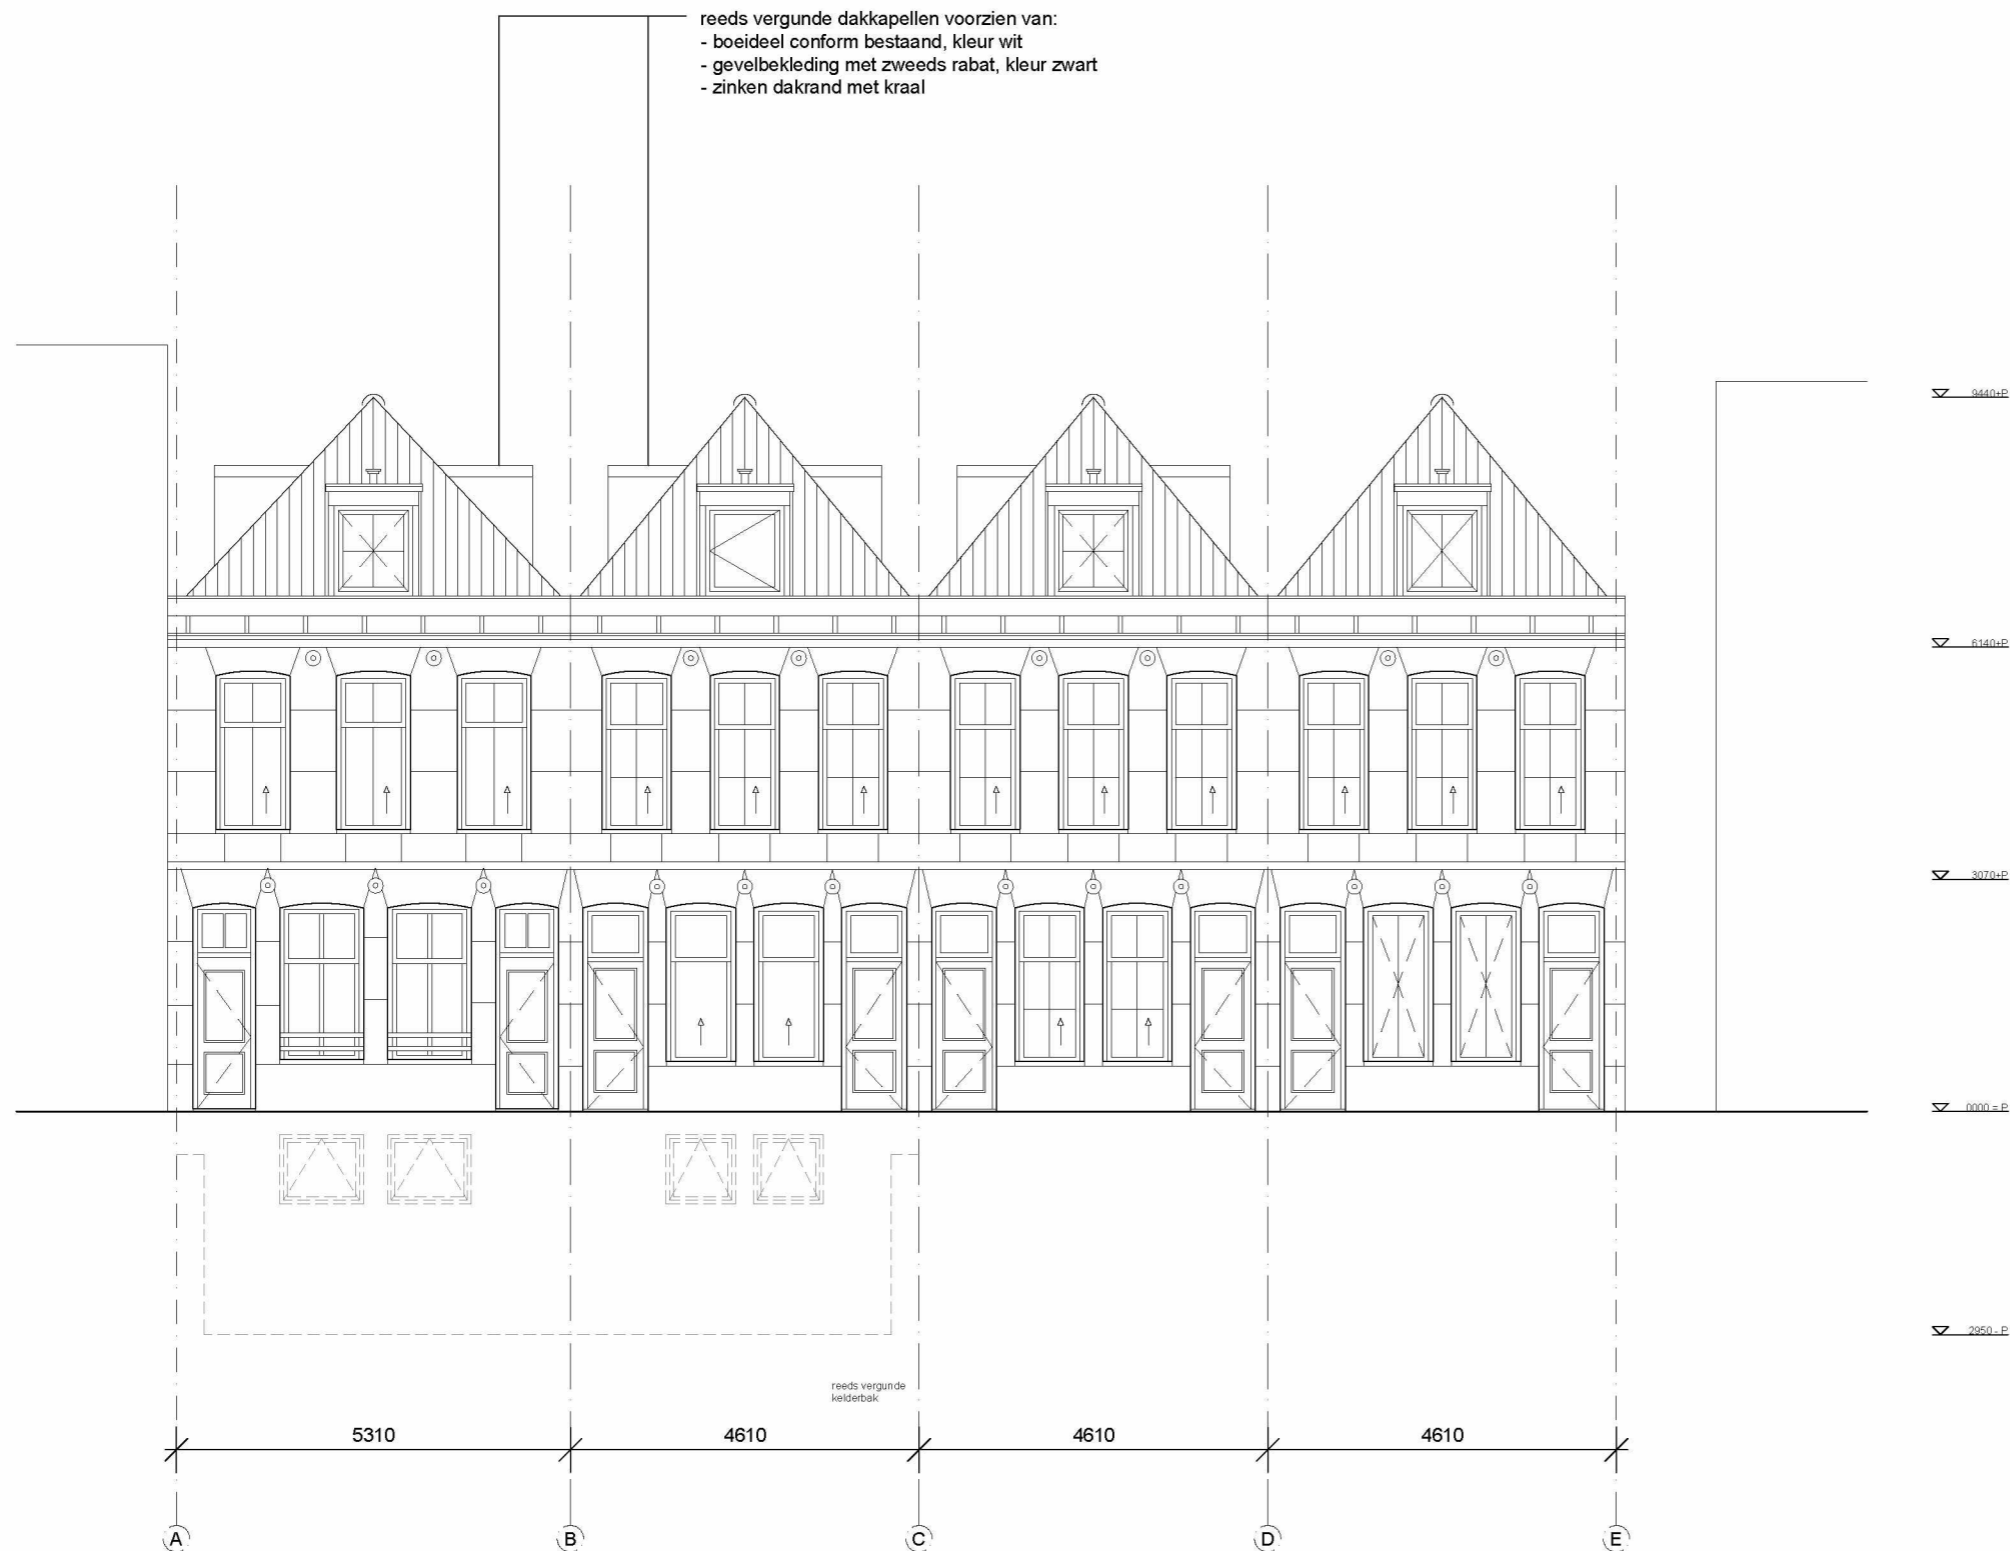 reeds vergunde dakkapellen voorzien van:
- boeideel conform bestaand, kleur wit
- gevelbekleding met zweeds rabat, kleur zwart
- zinken dakrand met kraal
9440+P
6140+P
3070+P
0000 = P
2950 - P
reeds vergunde
kelderbak
5310 4610 4610 4610
A B C D E